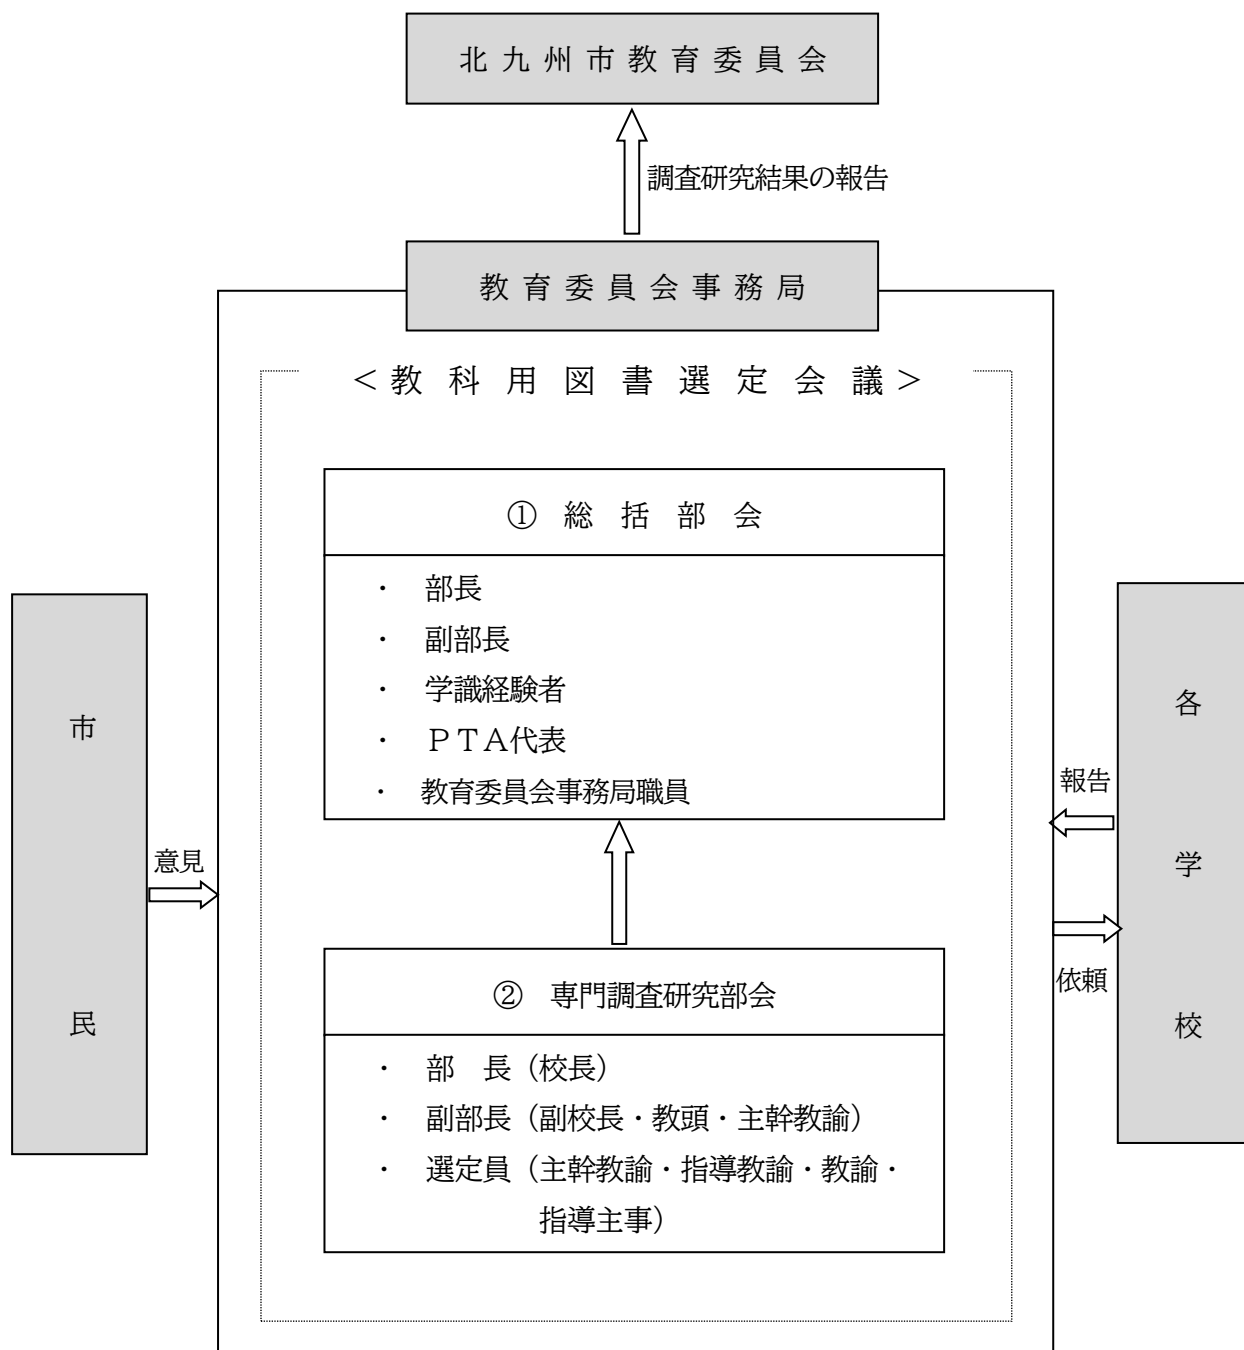 北九州市教育委員会
調査研究結果の報告
教育委員会事務局
<教科用図書選定会議>
① 総括部会
・ 部長
・ 副部長
・ 学識経験者
・ ＰＴＡ代表
・ 教育委員会事務局職員
市民
意見
各学校
報告
依頼
② 専門調査研究部会
・ 部　長（校長）
・ 副部長（副校長・教頭・主幹教諭）
・ 選定員（主幹教諭・指導教諭・教諭・
指導主事）